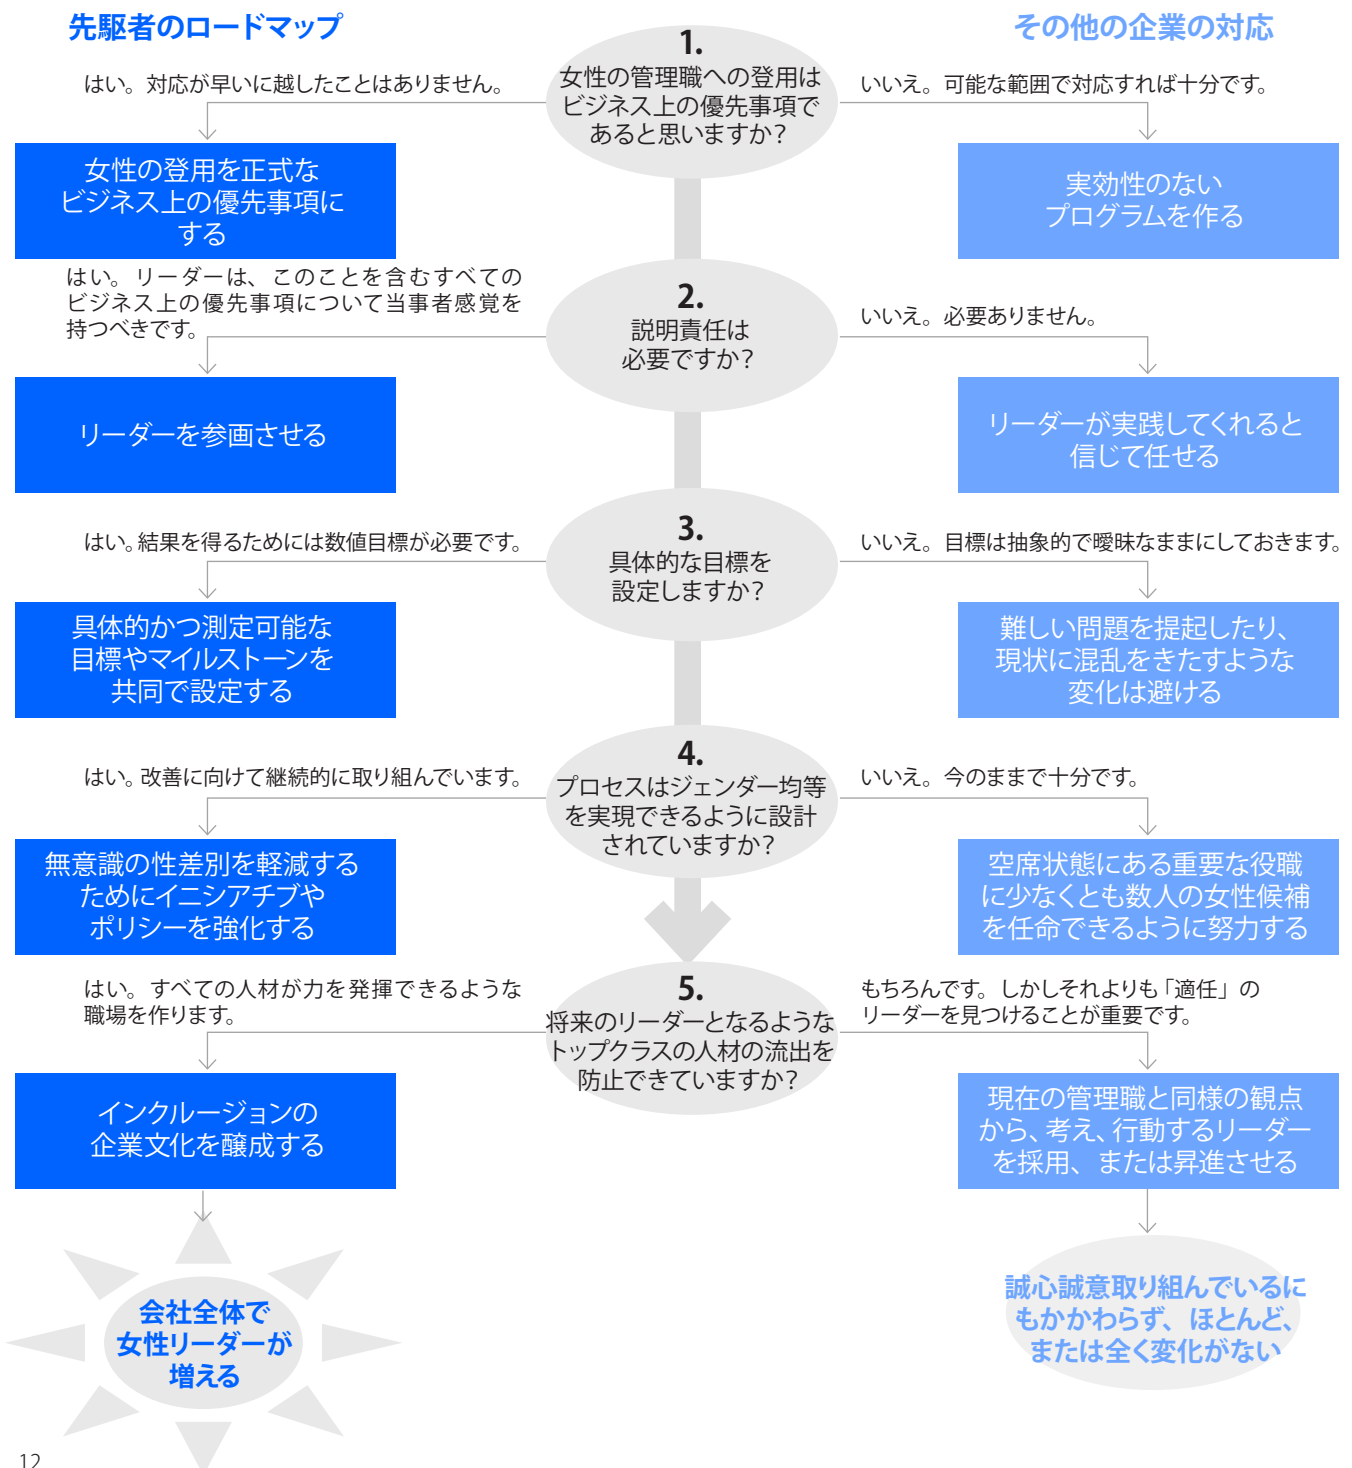 先駆者のロードマップ
その他の企業の対応
1.
女性の管理職への登用は
ビジネス上の優先事項で
あると思いますか？
はい。対応が早いに越したことはありません。
いいえ。可能な範囲で対応すれば十分です。
女性の登用を正式な
ビジネス上の優先事項に
する
実効性のない
プログラムを作る
2.
説明責任は
必要ですか？
はい。リーダーは、このことを含むすべての
ビジネス上の優先事項について当事者感覚を
持つべきです。
いいえ。必要ありません。
リーダーを参画させる
リーダーが実践してくれると
信じて任せる
3.
具体的な目標を
設定しますか？
はい。結果を得るためには数値目標が必要です。
いいえ。目標は抽象的で曖昧なままにしておきます。
具体的かつ測定可能な
目標やマイルストーンを
共同で設定する
難しい問題を提起したり、
現状に混乱をきたすような
変化は避ける
4.
プロセスはジェンダー均等
を実現できるように設計
されていますか？
はい。改善に向けて継続的に取り組んでいます。
いいえ。今のままで十分です。
無意識の性差別を軽減する
ためにイニシアチブや
ポリシーを強化する
空席状態にある重要な役職
に少なくとも数人の女性候補
を任命できるように努力する
5.
将来のリーダーとなるような
トップクラスの人材の流出を
防止できていますか？
はい。すべての人材が力を発揮できるような
職場を作ります。
もちろんです。しかしそれよりも「適任」の
リーダーを見つけることが重要です。
インクルージョンの
企業文化を醸成する
現在の管理職と同様の観点
から、考え、行動するリーダー
を採用、または昇進させる
会社全体で
女性リーダーが
増える
誠心誠意取り組んでいるに
もかかわらず、ほとんど、
または全く変化がない
12